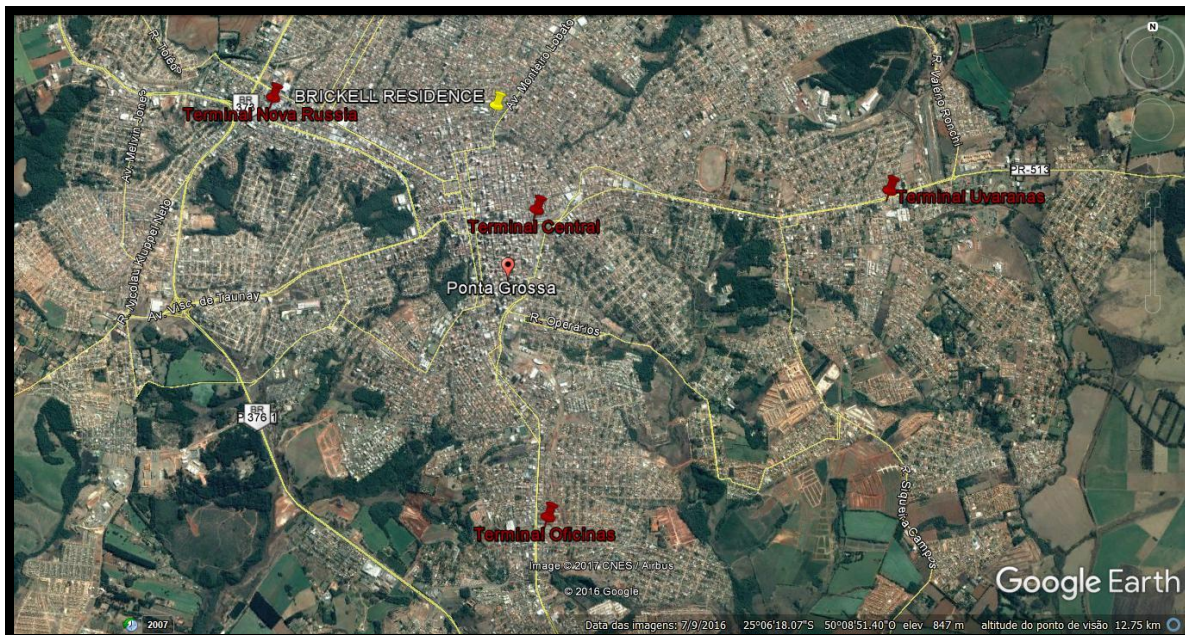 N
R. Toledo
Av. Monteiro Lobato
BRICKELL RESIDENCE
BR
Terminal Nova Russia
R. Valério Ronchi
Av. Melvin Jones
PR-513
Terminal Uvaranas
Terminal Central
R. Nicolau Kluppel Neto
Ponta Grossa
Av. Visc. de Taunay
R. Operários
BR
376
R. Siqueira Campos
Terminal Oficinas
Image © 2017 CNES / Airbus
© 2016 Google
Google Earth
2007
Data das imagens: 7/9/2016 25°06'18.07"S 50°08'51.40"O elev 847 m altitude do ponto de visão 12.75 km